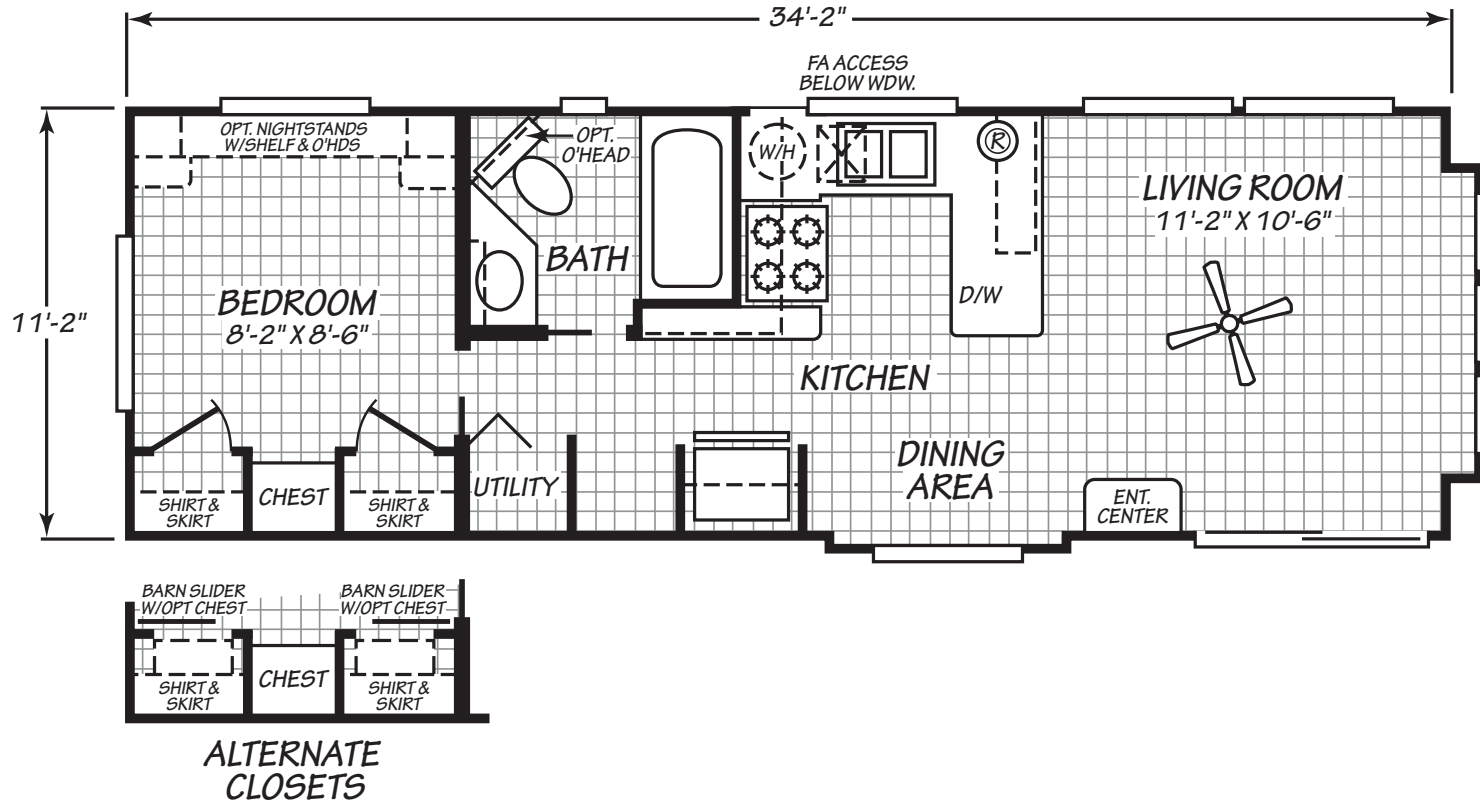 34'-2"
FA ACCESS
BELOW WDW.
OPT. NIGHTSTANDS
W/SHELF & O'HDS
OPT.
O'HEAD
W/H
R
LIVING ROOM
11'-2" X 10'-6"
BATH
11'-2"
BEDROOM
8'-2" X 8'-6"
D/W
KITCHEN
DINING
AREA
UTILITY
CHEST
SHIRT &
SKIRT
SHIRT &
SKIRT
ENT.
CENTER
BARN SLIDER
W/OPT CHEST
BARN SLIDER
W/OPT CHEST
SHIRT &
SKIRT
CHEST
SHIRT &
SKIRT
ALTERNATE
CLOSETS